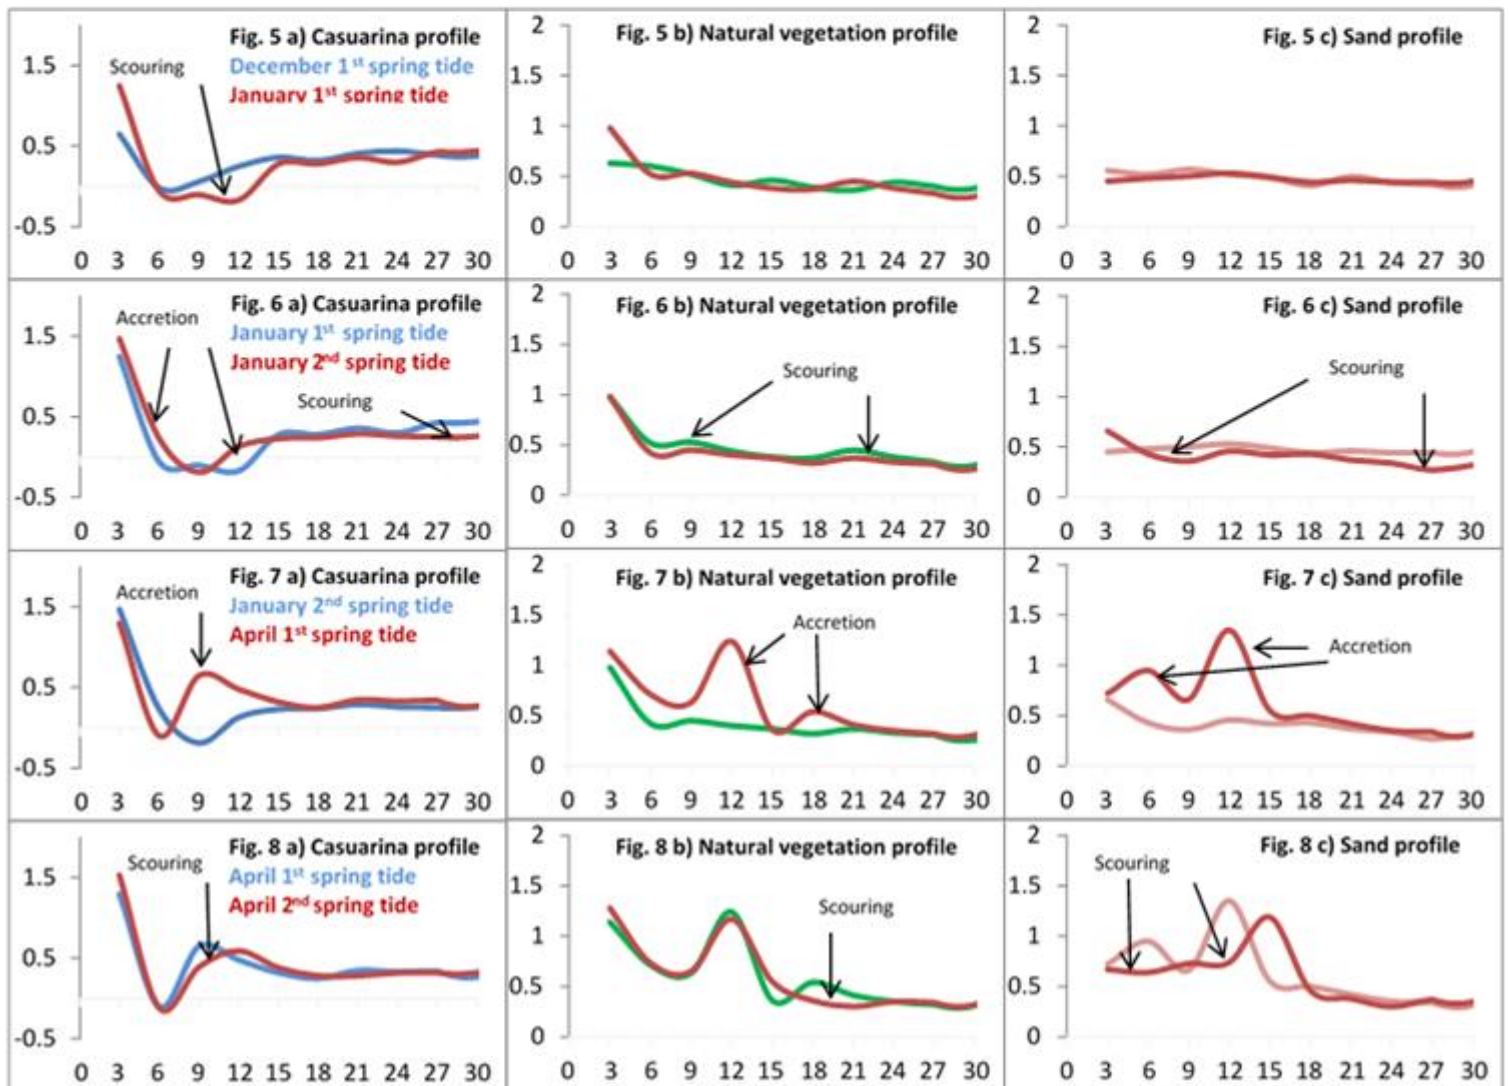 Fig. 5 a) Casuarina profile
December 1st spring tide
January 1st spring tide
Scouring
1.5
0.5
-0.5
0 3 6 9 12 15 18 21 24 27 30
Fig. 5 b) Natural vegetation profile
2
1.5
1
0.5
0
0 3 6 9 12 15 18 21 24 27 30
Fig. 5 c) Sand profile
2
1.5
1
0.5
0
0 3 6 9 12 15 18 21 24 27 30
Fig. 6 a) Casuarina profile
January 1st spring tide
January 2nd spring tide
Accretion
Scouring
1.5
0.5
-0.5
0 3 6 9 12 15 18 21 24 27 30
Fig. 6 b) Natural vegetation profile
Scouring
2
1.5
1
0.5
0
0 3 6 9 12 15 18 21 24 27 30
Fig. 6 c) Sand profile
Scouring
2
1.5
1
0.5
0
0 3 6 9 12 15 18 21 24 27 30
Fig. 7 a) Casuarina profile
January 2nd spring tide
April 1st spring tide
Accretion
1.5
0.5
-0.5
0 3 6 9 12 15 18 21 24 27 30
Fig. 7 b) Natural vegetation profile
Accretion
2
1.5
1
0.5
0
0 3 6 9 12 15 18 21 24 27 30
Fig. 7 c) Sand profile
Accretion
2
1.5
1
0.5
0
0 3 6 9 12 15 18 21 24 27 30
Fig. 8 a) Casuarina profile
April 1st spring tide
April 2nd spring tide
Scouring
1.5
0.5
-0.5
0 3 6 9 12 15 18 21 24 27 30
Fig. 8 b) Natural vegetation profile
Scouring
2
1.5
1
0.5
0
0 3 6 9 12 15 18 21 24 27 30
Fig. 8 c) Sand profile
Scouring
2
1.5
1
0.5
0
0 3 6 9 12 15 18 21 24 27 30